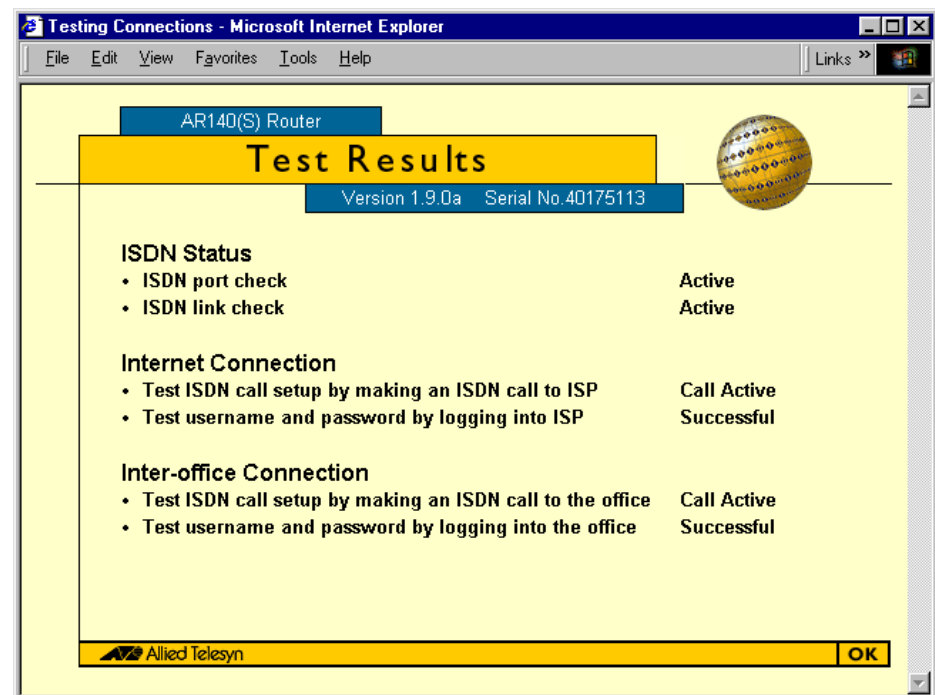 Testing Connections - Microsoft Internet Explorer
File Edit View Favorites Tools Help Links »
AR140(S) Router
Test Results
Version 1.9.0a Serial No.40175113
ISDN Status
• ISDN port check Active
• ISDN link check Active
Internet Connection
• Test ISDN call setup by making an ISDN call to ISP Call Active
• Test username and password by logging into ISP Successful
Inter-office Connection
• Test ISDN call setup by making an ISDN call to the office Call Active
• Test username and password by logging into the office Successful
Allied Telesyn OK